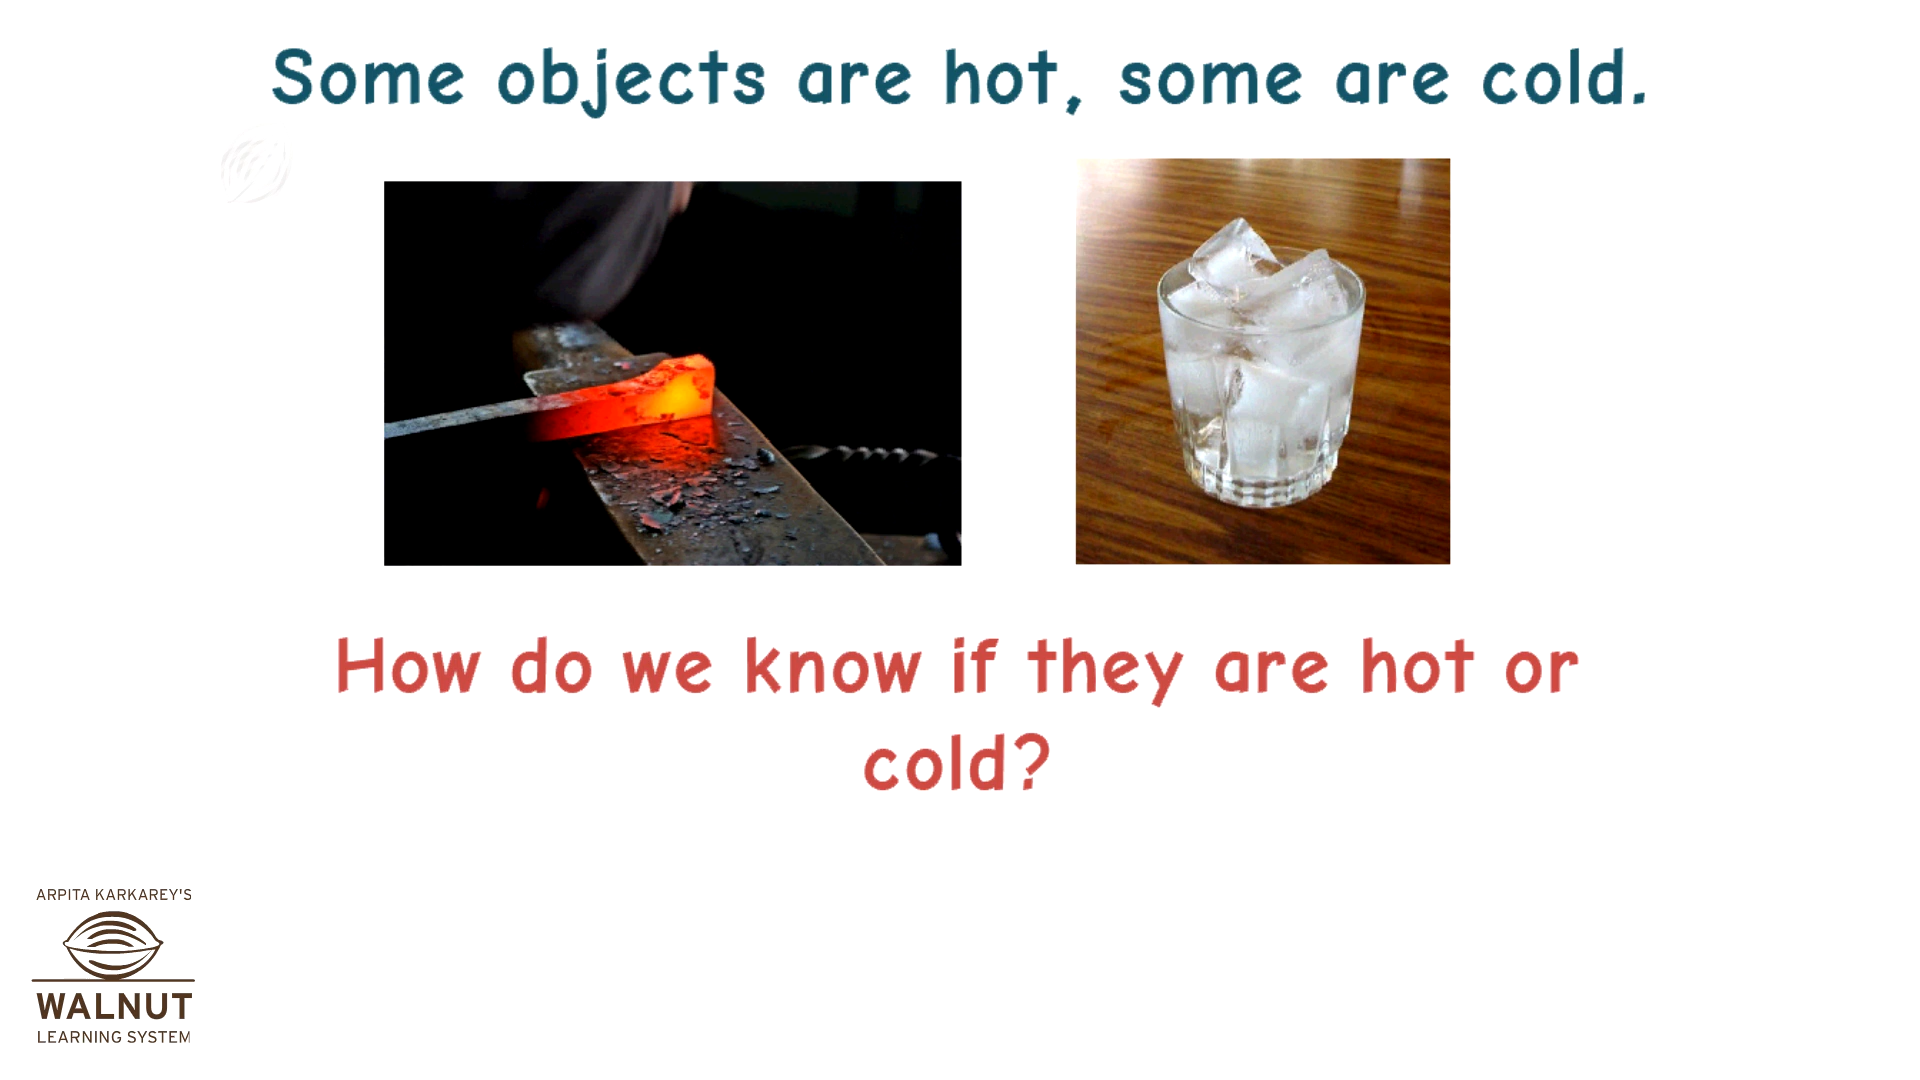 Some objects are hot, some are cold.
How do we know if they are hot or
cold?
ARPITA KARKAREY'S
WALNUT
LEARNING SYSTEM